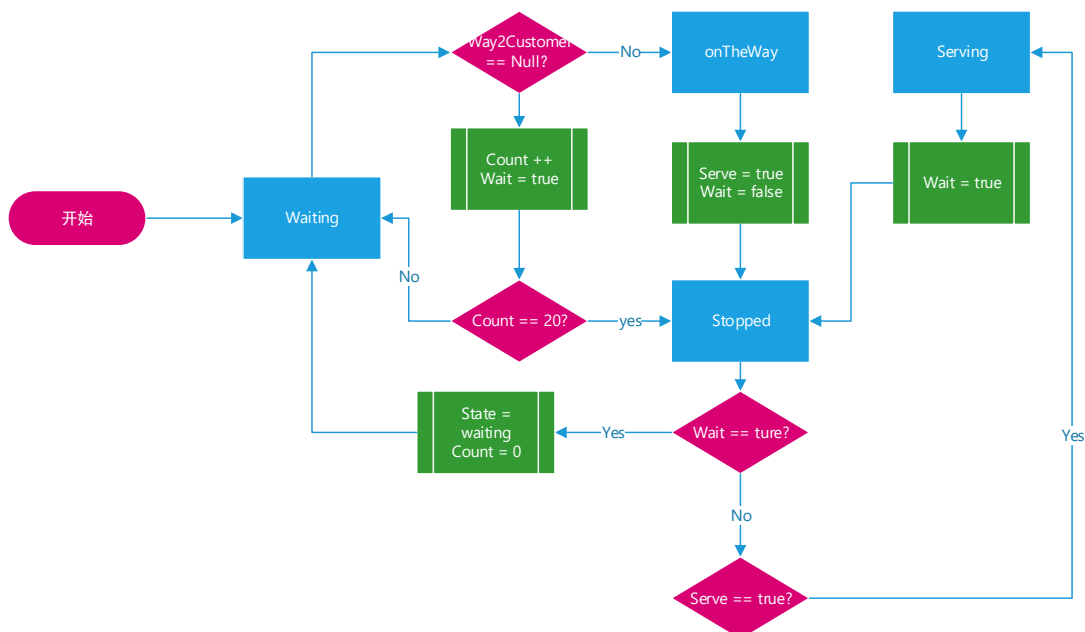 Way2Customer
== Null?
No
onTheWay
Serving
Count ++
Wait = true
Serve = true
Wait = false
Wait = true
开始
Waiting
No
Count == 20?
yes
Stopped
State =
waiting
Count = 0
Yes
Wait == ture?
Yes
No
Serve == true?